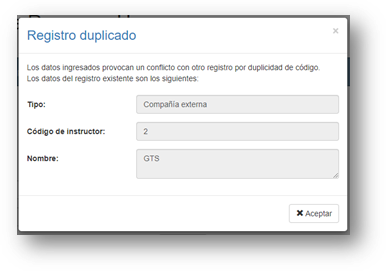 Registro duplicado
×
Los datos ingresados provocan un conflicto con otro registro por duplicidad de código.
Los datos del registro existente son los siguientes:
Tipo:
Compañía externa
Código de instructor:
2
Nombre:
GTS
✖ Aceptar